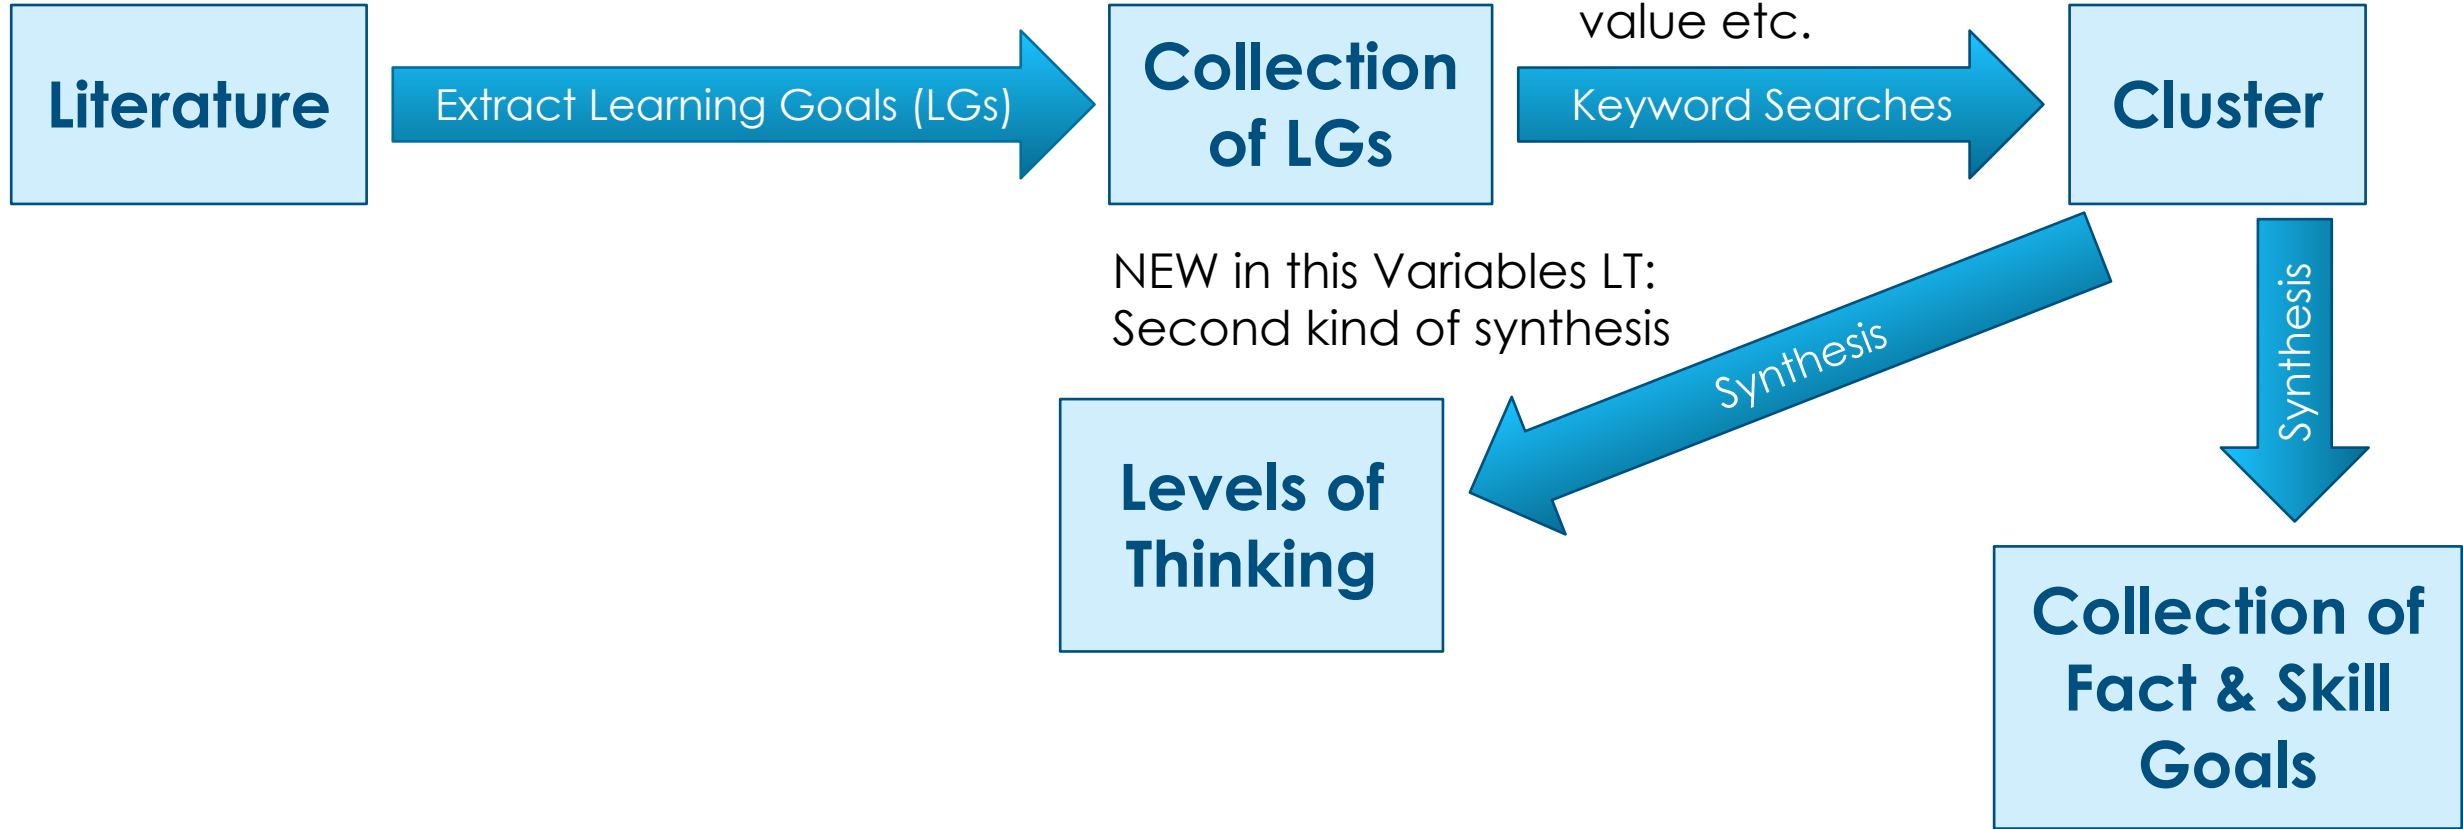 Literature
Extract Learning Goals (LGs)
Collection
of LGs
value etc.
Keyword Searches
Cluster
NEW in this Variables LT:
Second kind of synthesis
Synthesis
Synthesis
Levels of
Thinking
Collection of
Fact & Skill
Goals